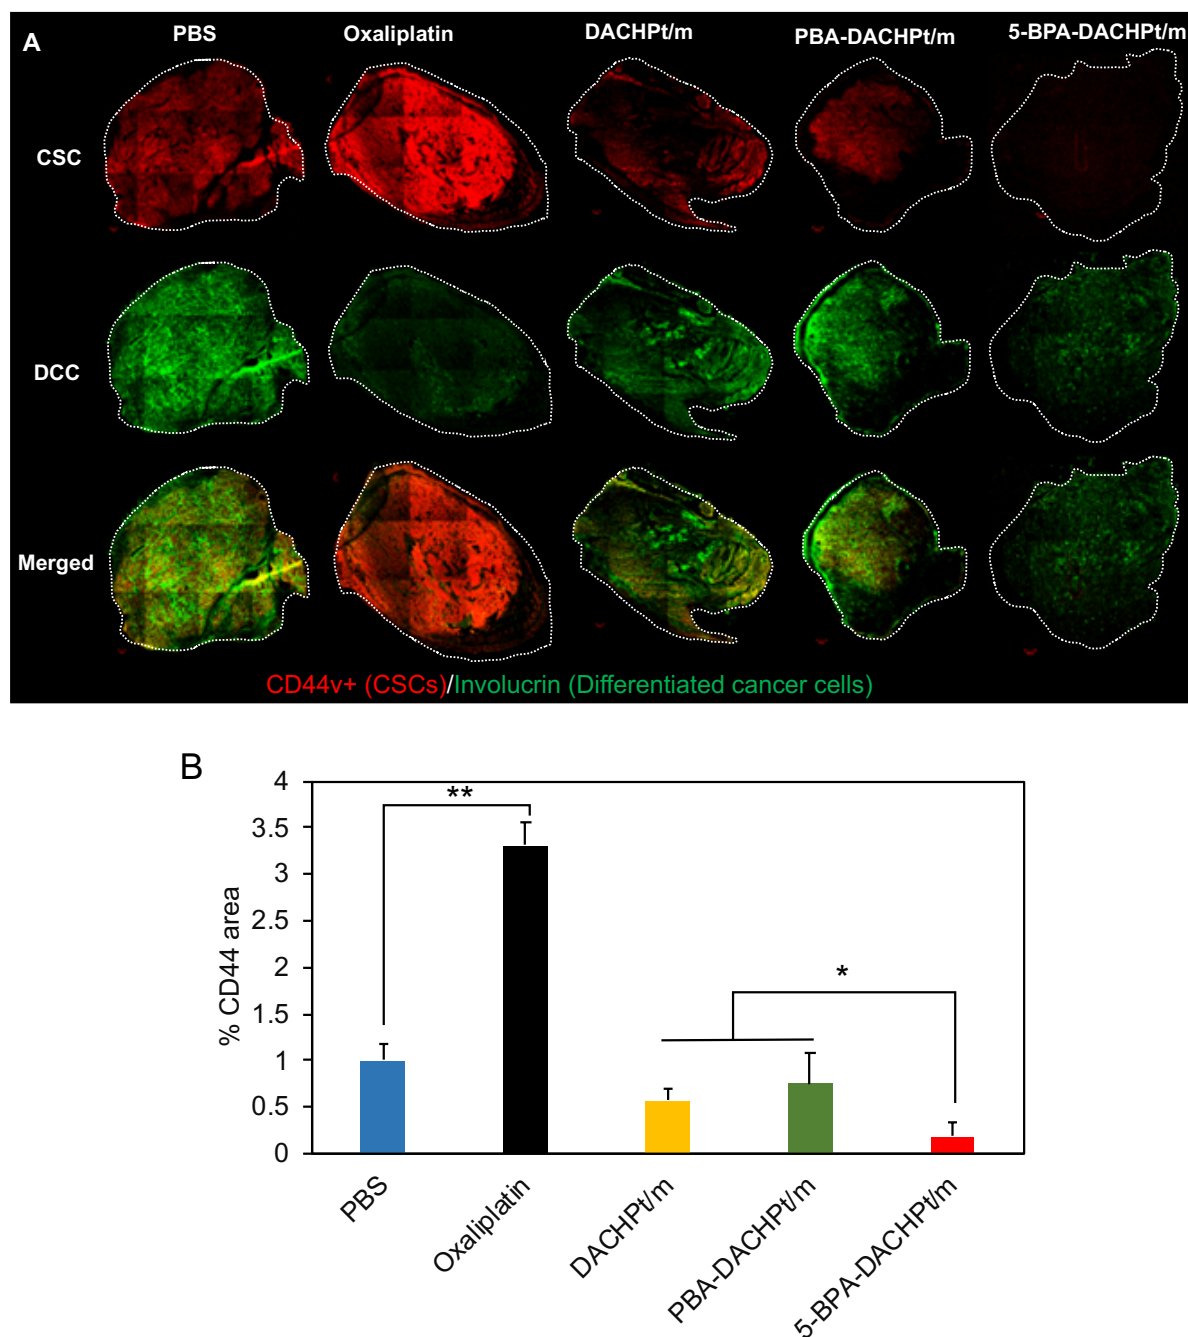 A
PBS Oxaliplatin DACHPt/m PBA-DACHPt/m 5-BPA-DACHPt/m
CSC
DCC
Merged
CD44v+ (CSCs)/Involucrin (Differentiated cancer cells)
B
% CD44 area
4
3.5
3
2.5
2
1.5
1
0.5
0
**
*
PBS
Oxaliplatin
DACHPt/m
PBA-DACHPt/m
5-BPA-DACHPt/m